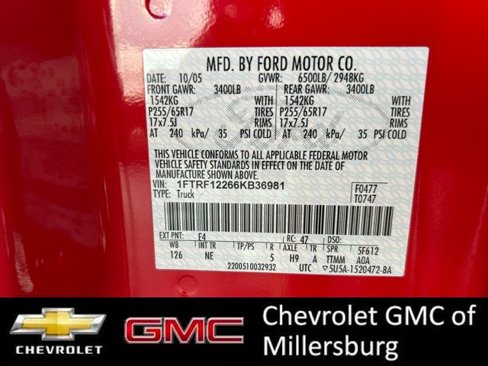 MFD. BY FORD MOTOR CO.
DATE: 10/05 GVWR: 6500LB/ 2948KG
FRONT GAWR: 3400LB REAR GAWR: 3400LB
1542KG WITH 1542KG WITH
P255/65R17 TIRES P255/65R17 TIRES
17x7.5J RIMS 17x7.5J RIMS
AT 240 kPa/ 35 PSI COLD AT 240 kPa/ 35 PSI COLD
THIS VEHICLE CONFORMS TO ALL APPLICABLE FEDERAL MOTOR
VEHICLE SAFETY STANDARDS IN EFFECT ON THE DATE OF
MANUFACTURE SHOWN ABOVE.
VIN: 1FTRF12266KB36981 F0477
TYPE: Truck T0747
EXT PNT: F4 RC: 47 DSO: 5F612
WB INT TR TP/PS R AXLE TR SPR
126 NE 5 H9 A TTMM AOA
2200510032932 UTC 5U5A-1520472-BA
CHEVROLET
GMC
Chevrolet GMC of
Millersburg